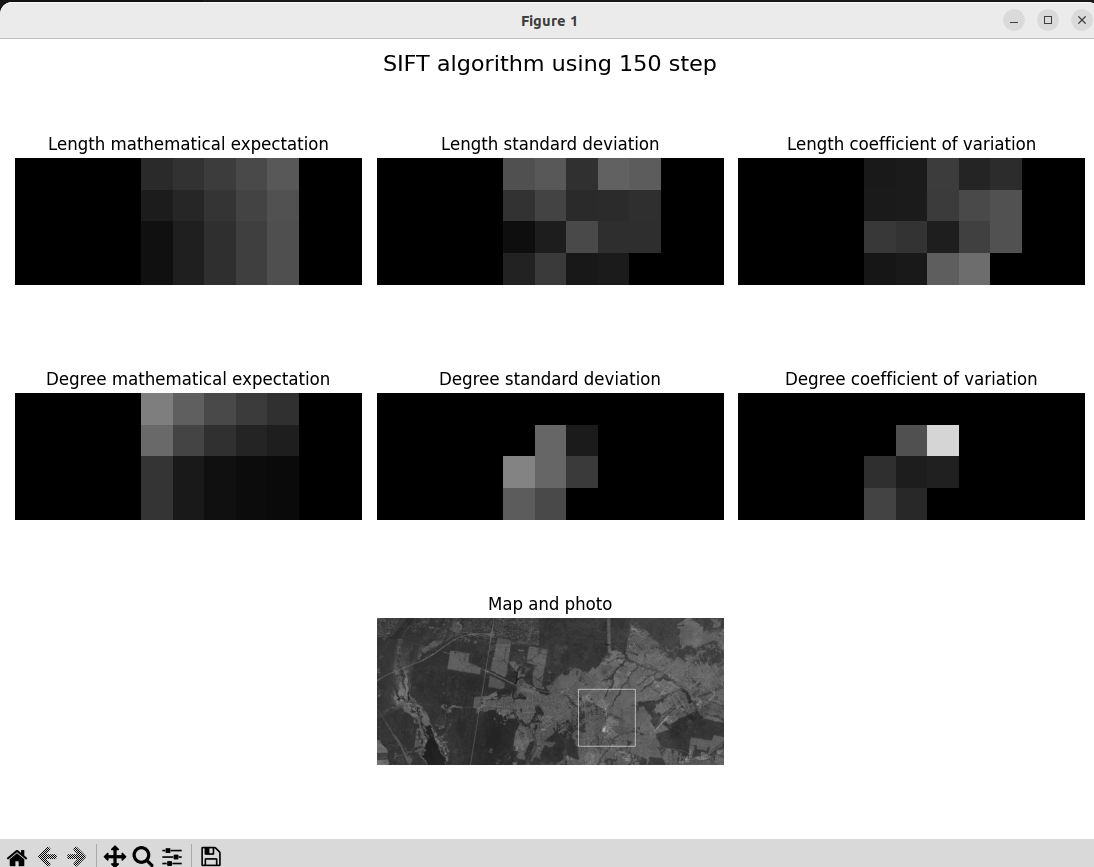 Figure 1
SIFT algorithm using 150 step
Length mathematical expectation
Length standard deviation
Length coefficient of variation
Degree mathematical expectation
Degree standard deviation
Degree coefficient of variation
Map and photo